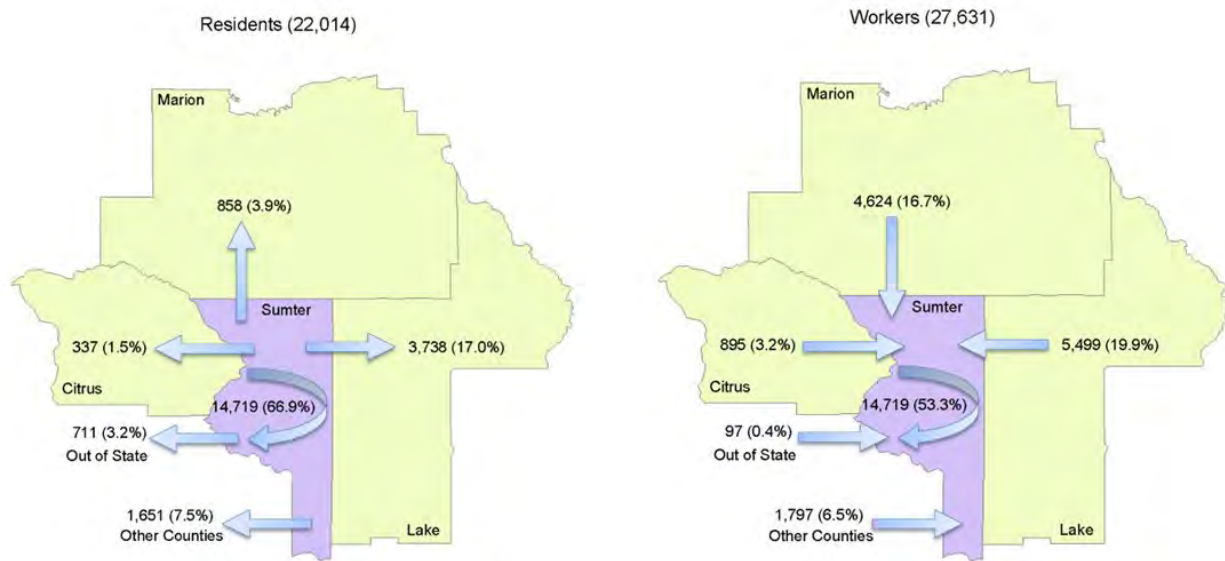 Residents (22,014)
Marion
858 (3.9%)
Sumter
337 (1.5%)
3,738 (17.0%)
Citrus
14,719 (66.9%)
711 (3.2%)
Out of State
1,651 (7.5%)
Other Counties
Lake
Workers (27,631)
Marion
4,624 (16.7%)
Sumter
895 (3.2%)
5,499 (19.9%)
Citrus
14,719 (53.3%)
97 (0.4%)
Out of State
1,797 (6.5%)
Other Counties
Lake